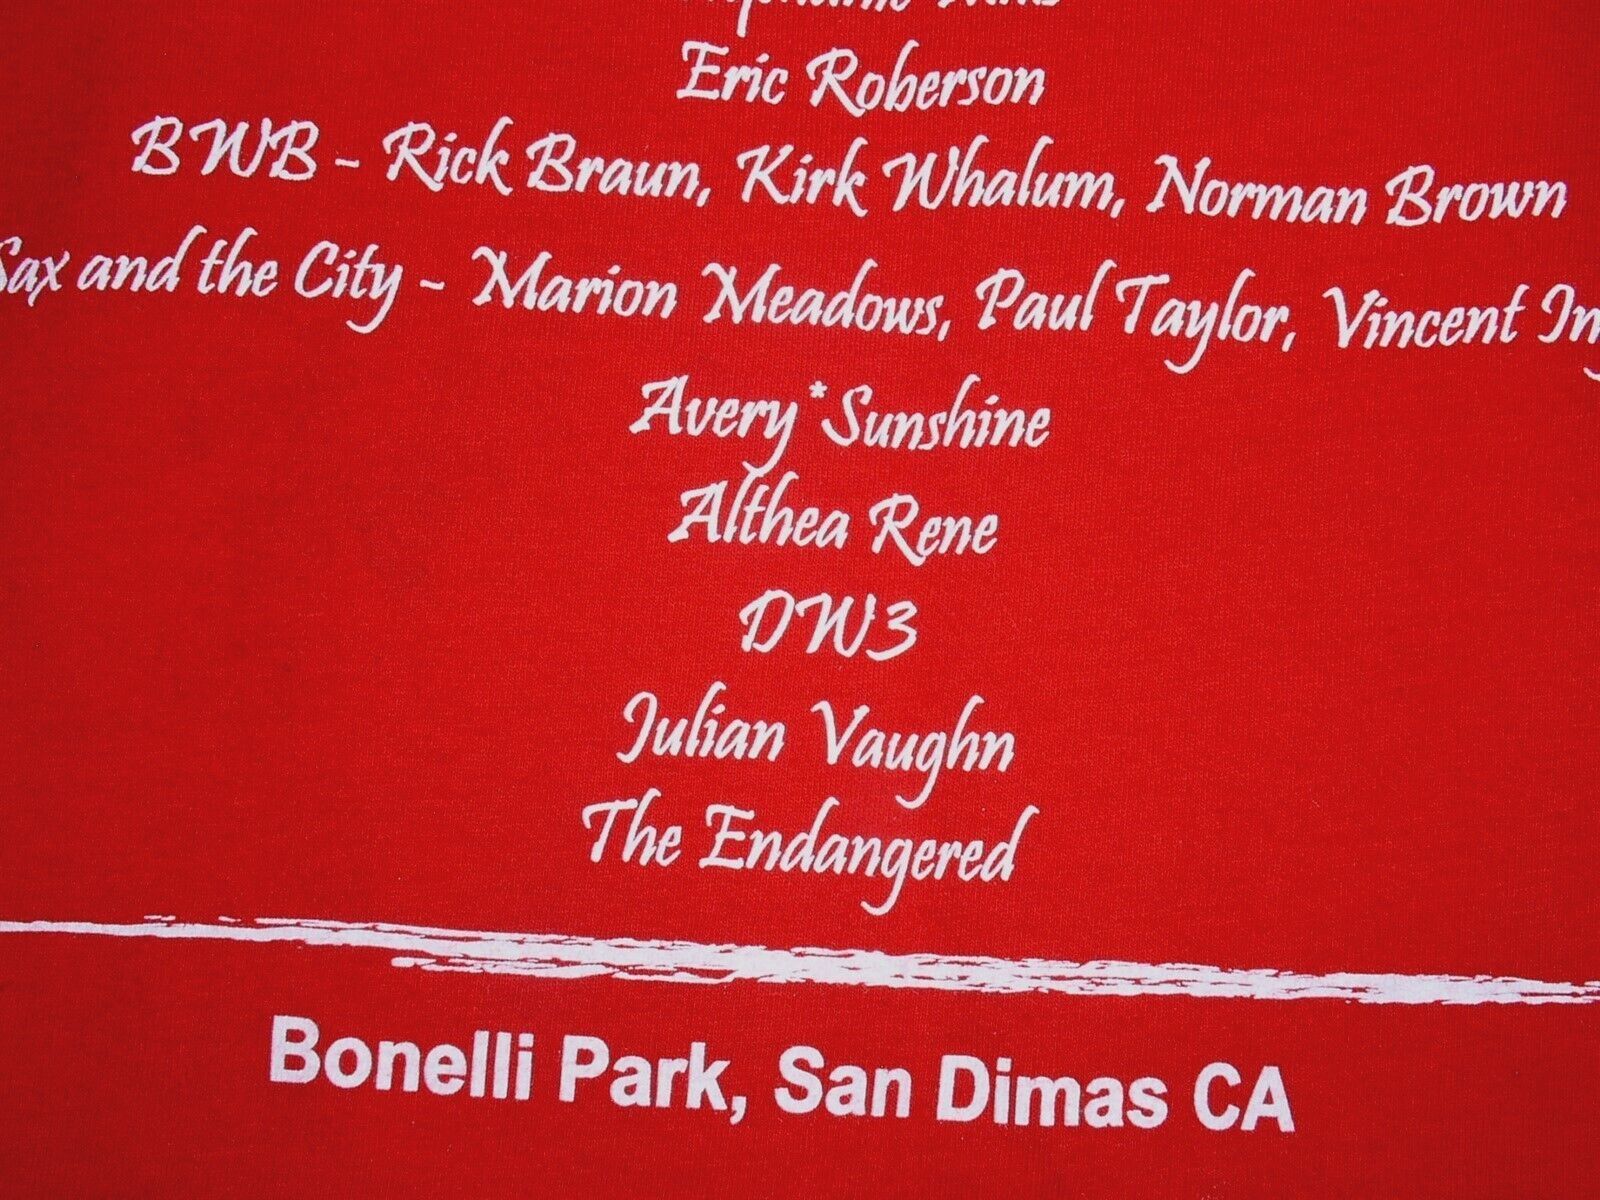 Eric Roberson
BWB - Rick Braun, Kirk Whalum, Norman Brown
Sax and the City - Marion Meadows, Paul Taylor, Vincent
Avery*Sunshine
Althea Rene
DW3
Julian Vaughn
The Endangered
Bonelli Park, San Dimas CA